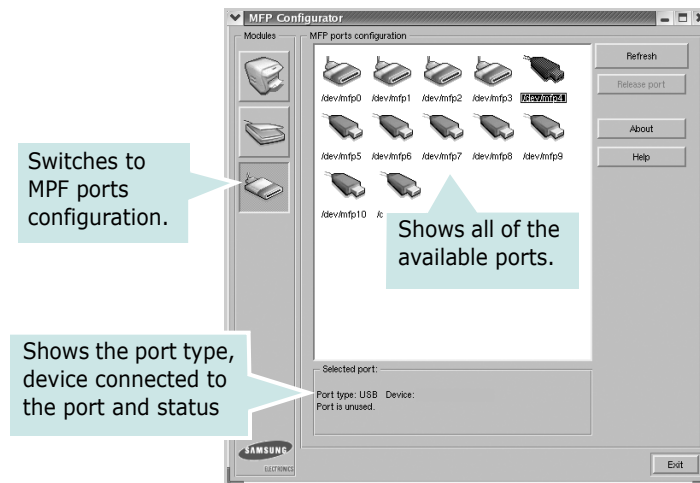 MFP Configurator
Modules
MFP ports configuration
/dev/mfp0 /dev/mfp1 /dev/mfp2 /dev/mfp3 /dev/mfp4
/dev/mfp5 /dev/mfp6 /dev/mfp7 /dev/mfp8 /dev/mfp9
/dev/mfp10
Refresh
Release port
About
Help
Switches to
MPF ports
configuration.
Shows all of the
available ports.
Shows the port type,
device connected to
the port and status
Selected port:
Port type: USB Device:
Port is unused.
SAMSUNG
ELECTRONICS
Exit